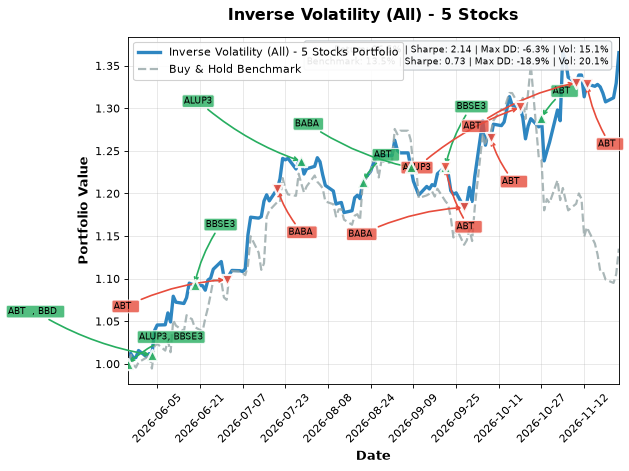 Inverse Volatility (All) - 5 Stocks
Inverse Volatility (All) - 5 Stocks Portfolio
Buy & Hold Benchmark
| Sharpe: 2.14 | Max DD: -6.3% | Vol: 15.1%
Benchmark: 13.5% | Sharpe: 0.73 | Max DD: -18.9% | Vol: 20.1%
Portfolio Value
1.35
1.30
1.25
1.20
1.15
1.10
1.05
1.00
ALUP3
BABA
BBSE3
ABT
ABT
ABT
ALUP3
ABT
ABT
BBSE3
BABA
BABA
ABT
ABT
ABT , BBD
ALUP3, BBSE3
2026-06-05
2026-06-21
2026-07-07
2026-07-23
2026-08-08
2026-08-24
2026-09-09
2026-09-25
2026-10-11
2026-10-27
2026-11-12
Date